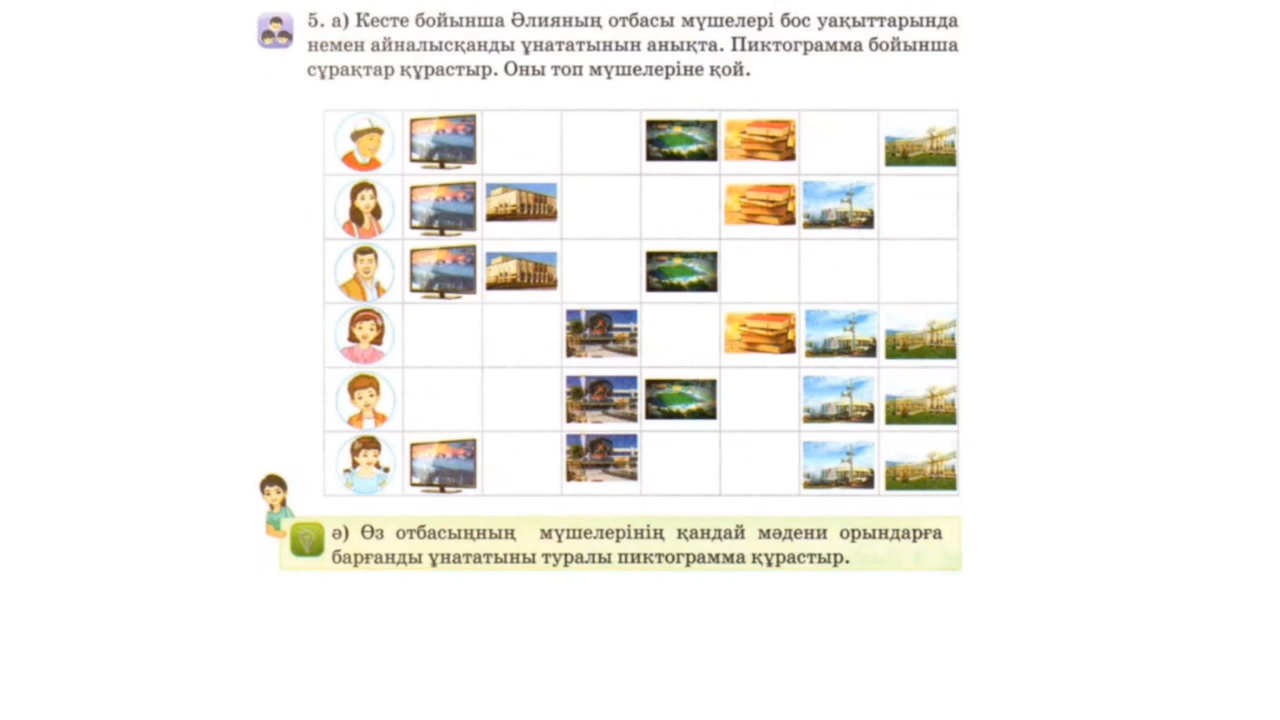 5. а) Кесте бойынша Әлияның отбасы мүшелері бос уақыттарында
немен айналысқанды ұнататынын анықта. Пиктограмма бойынша
сұрақтар құрастыр. Оны топ мүшелеріне қой.
ә) Өз отбасыңның мүшелерінің қандай мәдени орындарға
барғанды ұнататыны туралы пиктограмма құрастыр.